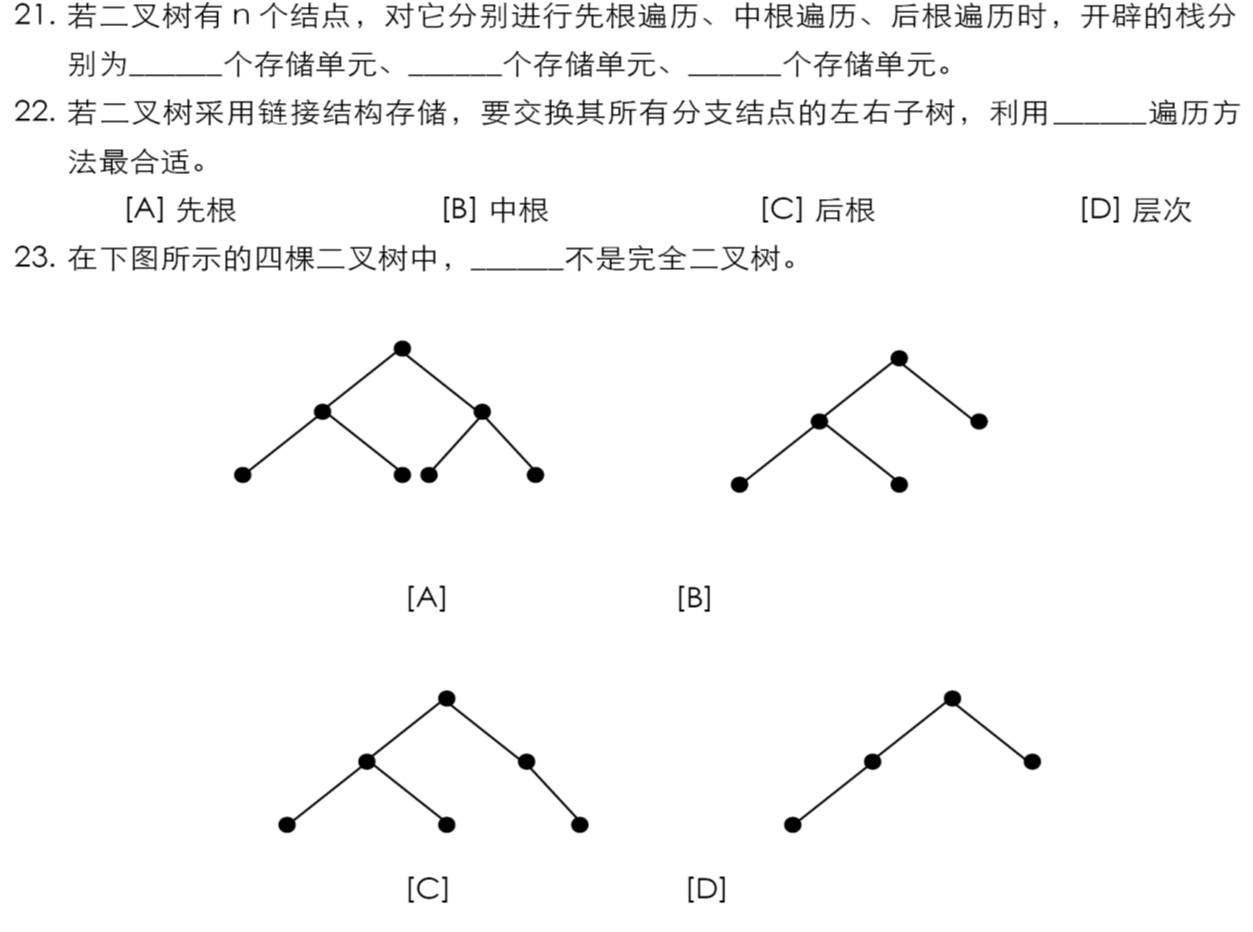 21. 若二叉树有 n 个结点，对它分别进行先根遍历、中根遍历、后根遍历时，开辟的栈分
别为______个存储单元、______个存储单元、______个存储单元。
22. 若二叉树采用链接结构存储，要交换其所有分支结点的左右子树，利用______遍历方
法最合适。
[A] 先根 [B] 中根 [C] 后根 [D] 层次
23. 在下图所示的四棵二叉树中，______不是完全二叉树。
[A] [B]
[C] [D]